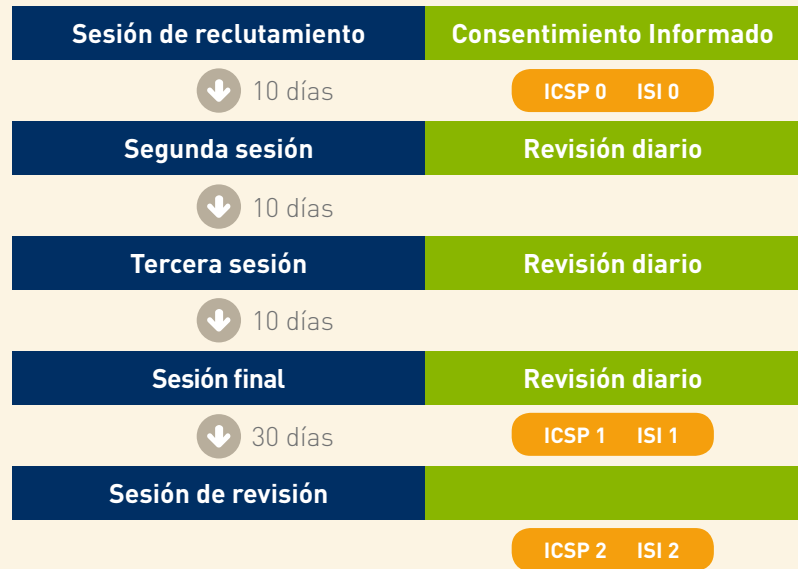 Sesión de reclutamiento Consentimiento Informado
10 días ICSP 0 ISI 0
Segunda sesión Revisión diario
10 días
Tercera sesión Revisión diario
10 días
Sesión final Revisión diario
30 días ICSP 1 ISI 1
Sesión de revisión
ICSP 2 ISI 2